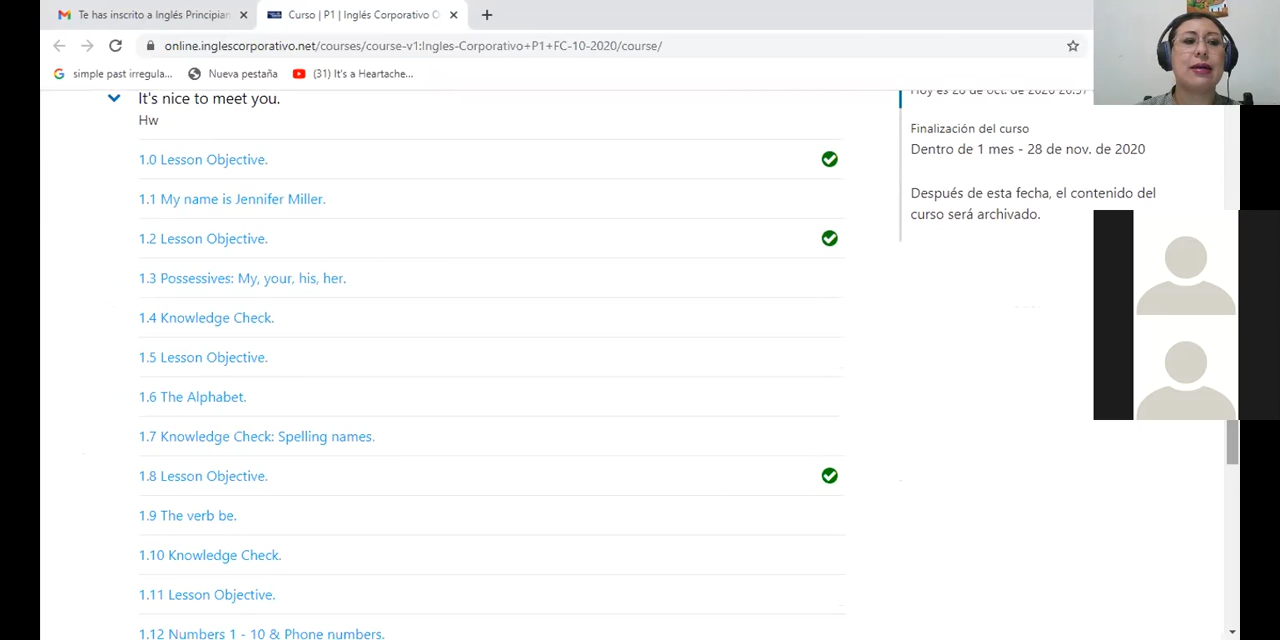 Te has inscrito a Inglés Principian
Curso | P1 | Inglés Corporativo O
online.inglescorporativo.net/courses/course-v1:Ingles-Corporativo+P1+FC-10-2020/course/
simple past irregula...
Nueva pestaña
(31) It's a Heartache...
It's nice to meet you.
Hw
1.0 Lesson Objective.
1.1 My name is Jennifer Miller.
1.2 Lesson Objective.
1.3 Possessives: My, your, his, her.
1.4 Knowledge Check.
1.5 Lesson Objective.
1.6 The Alphabet.
1.7 Knowledge Check: Spelling names.
1.8 Lesson Objective.
1.9 The verb be.
1.10 Knowledge Check.
1.11 Lesson Objective.
1.12 Numbers 1 - 10 & Phone numbers.
Finalización del curso
Dentro de 1 mes - 28 de nov. de 2020
Después de esta fecha, el contenido del
curso será archivado.